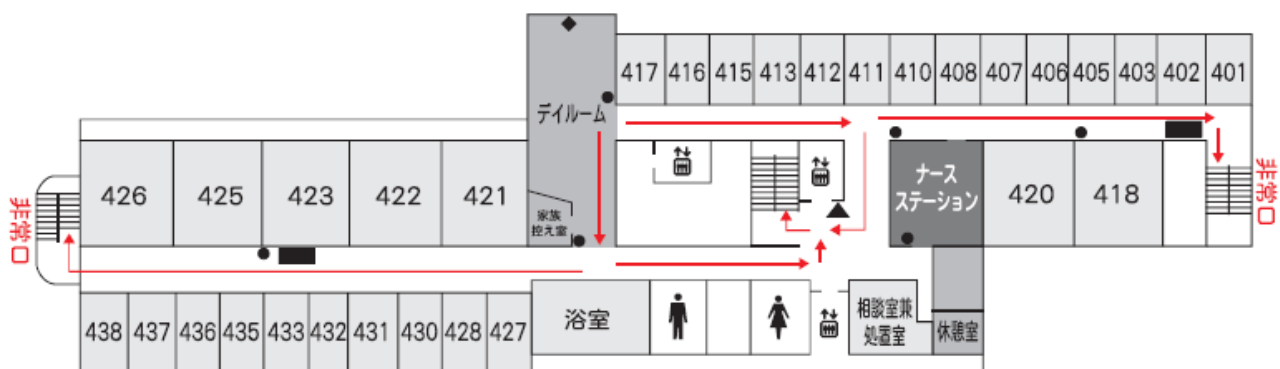 417 416 415 413 412 411 410 408 407 406 405 403 402 401
デイルーム
426 425 423 422 421
家族
控え室
ナース
ステーション
420 418
非常口
非常口
438 437 436 435 433 432 431 430 428 427
浴室
相談室兼
処置室
休憩室